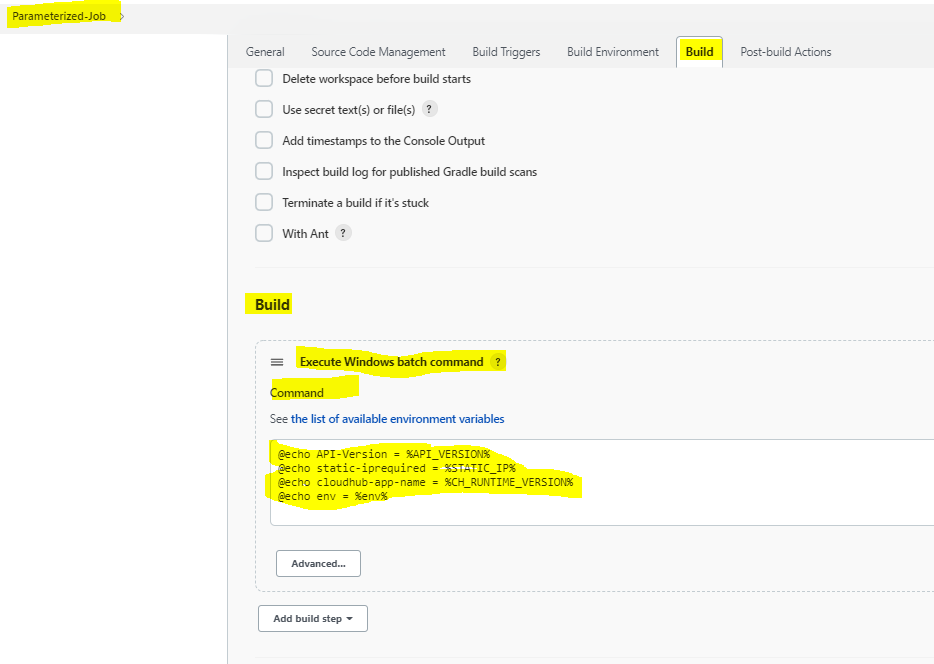 Parameterized-Job
General Source Code Management Build Triggers Build Environment Build Post-build Actions
Delete workspace before build starts
Use secret text(s) or file(s) ?
Add timestamps to the Console Output
Inspect build log for published Gradle build scans
Terminate a build if it's stuck
With Ant ?
Build
Execute Windows batch command ?
Command
See the list of available environment variables
@echo API-Version = %API_VERSION%
@echo static-iprequired = %STATIC_IP%
@echo cloudhub-app-name = %CH_RUNTIME_VERSION%
@echo env = %env%
Advanced...
Add build step